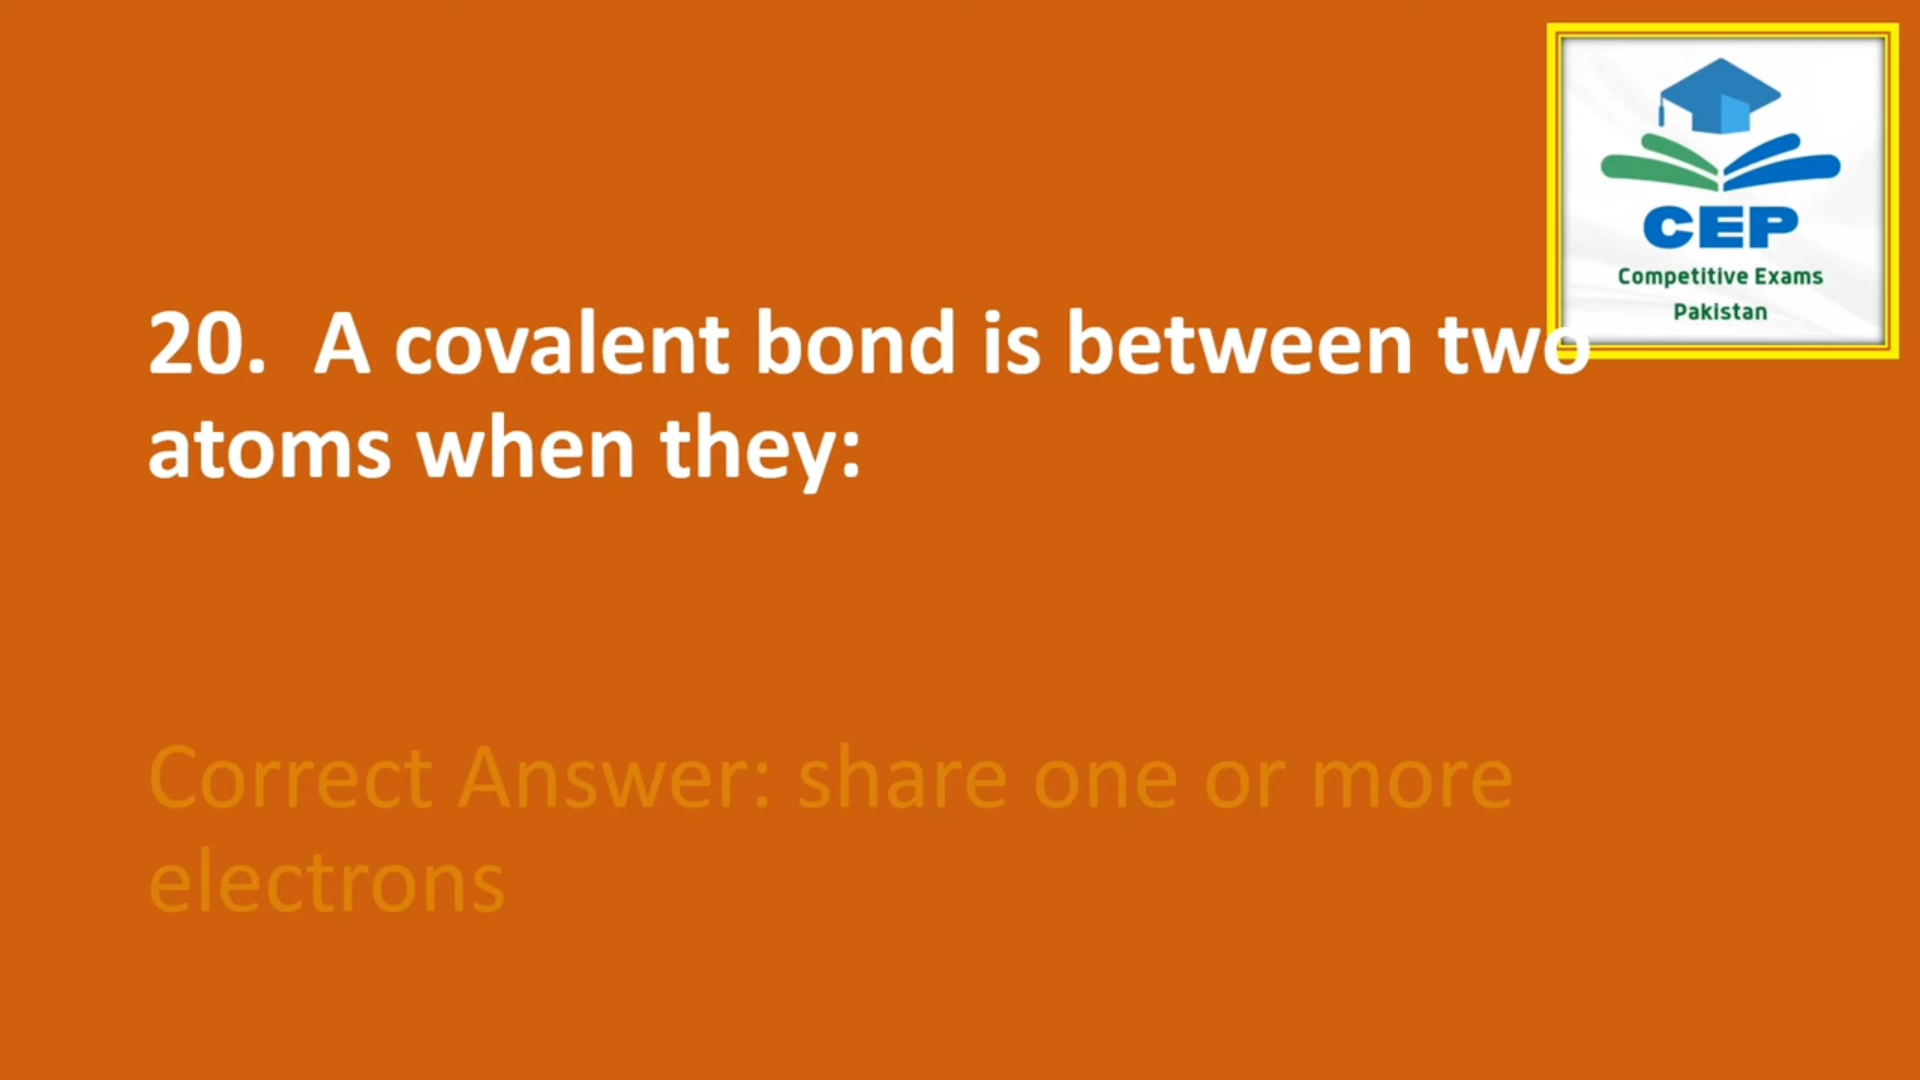 CEP
Competitive Exams
Pakistan
20. A covalent bond is between two
atoms when they:
Correct Answer: share one or more
electrons